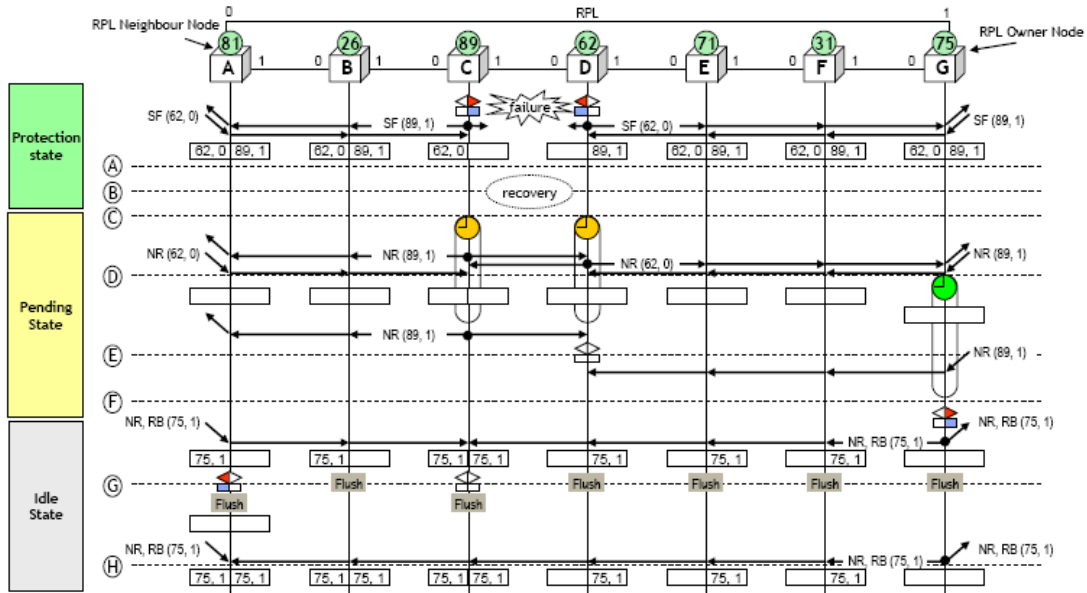 0 RPL 1
RPL Neighbour Node
RPL Owner Node
81 26 89 62 71 31 75
A 1 0 B 1 0 C 1 0 D 1 0 E 1 0 F 1 0 G
Protection
state
failure
SF (62, 0) SF (89, 1) SF (62, 0) SF (89, 1)
62, 0 89, 1 62, 0 89, 1 62, 0 89, 1 62, 0 89, 1 62, 0 89, 1 62, 0 89, 1
A
B
recovery
C
Pending
State
NR (62, 0) NR (89, 1) NR (62, 0) NR (89, 1)
D
NR (89, 1)
E
NR (89, 1)
F
Idle
State
NR, RB (75, 1) NR, RB (75, 1) NR, RB (75, 1)
75, 1 75, 1 75, 1 75, 1 75, 1 75, 1 75, 1
G
Flush Flush Flush Flush Flush
Flush Flush
NR, RB (75, 1) NR, RB (75, 1) NR, RB (75, 1)
H
75, 1 75, 1 75, 1 75, 1 75, 1 75, 1 75, 1 75, 1 75, 1